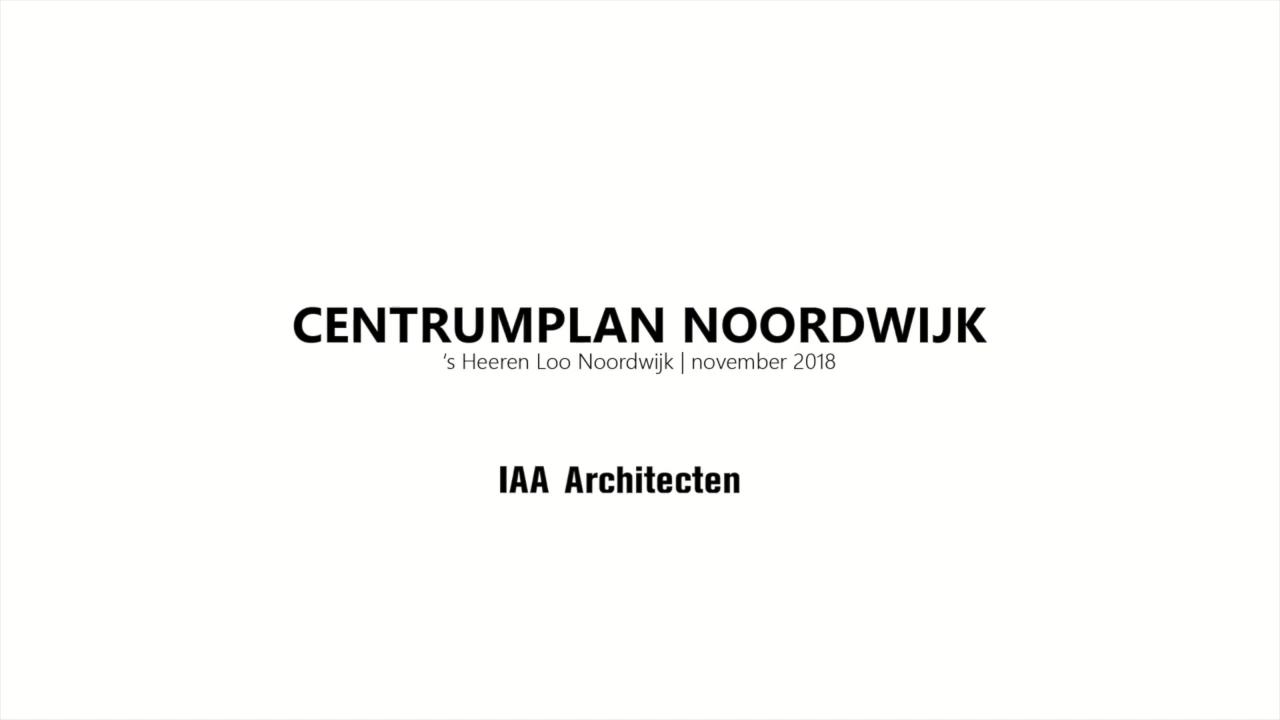 CENTRUMPLAN NOORDWIJK
‘s Heeren Loo Noordwijk | november 2018
IAA Architecten